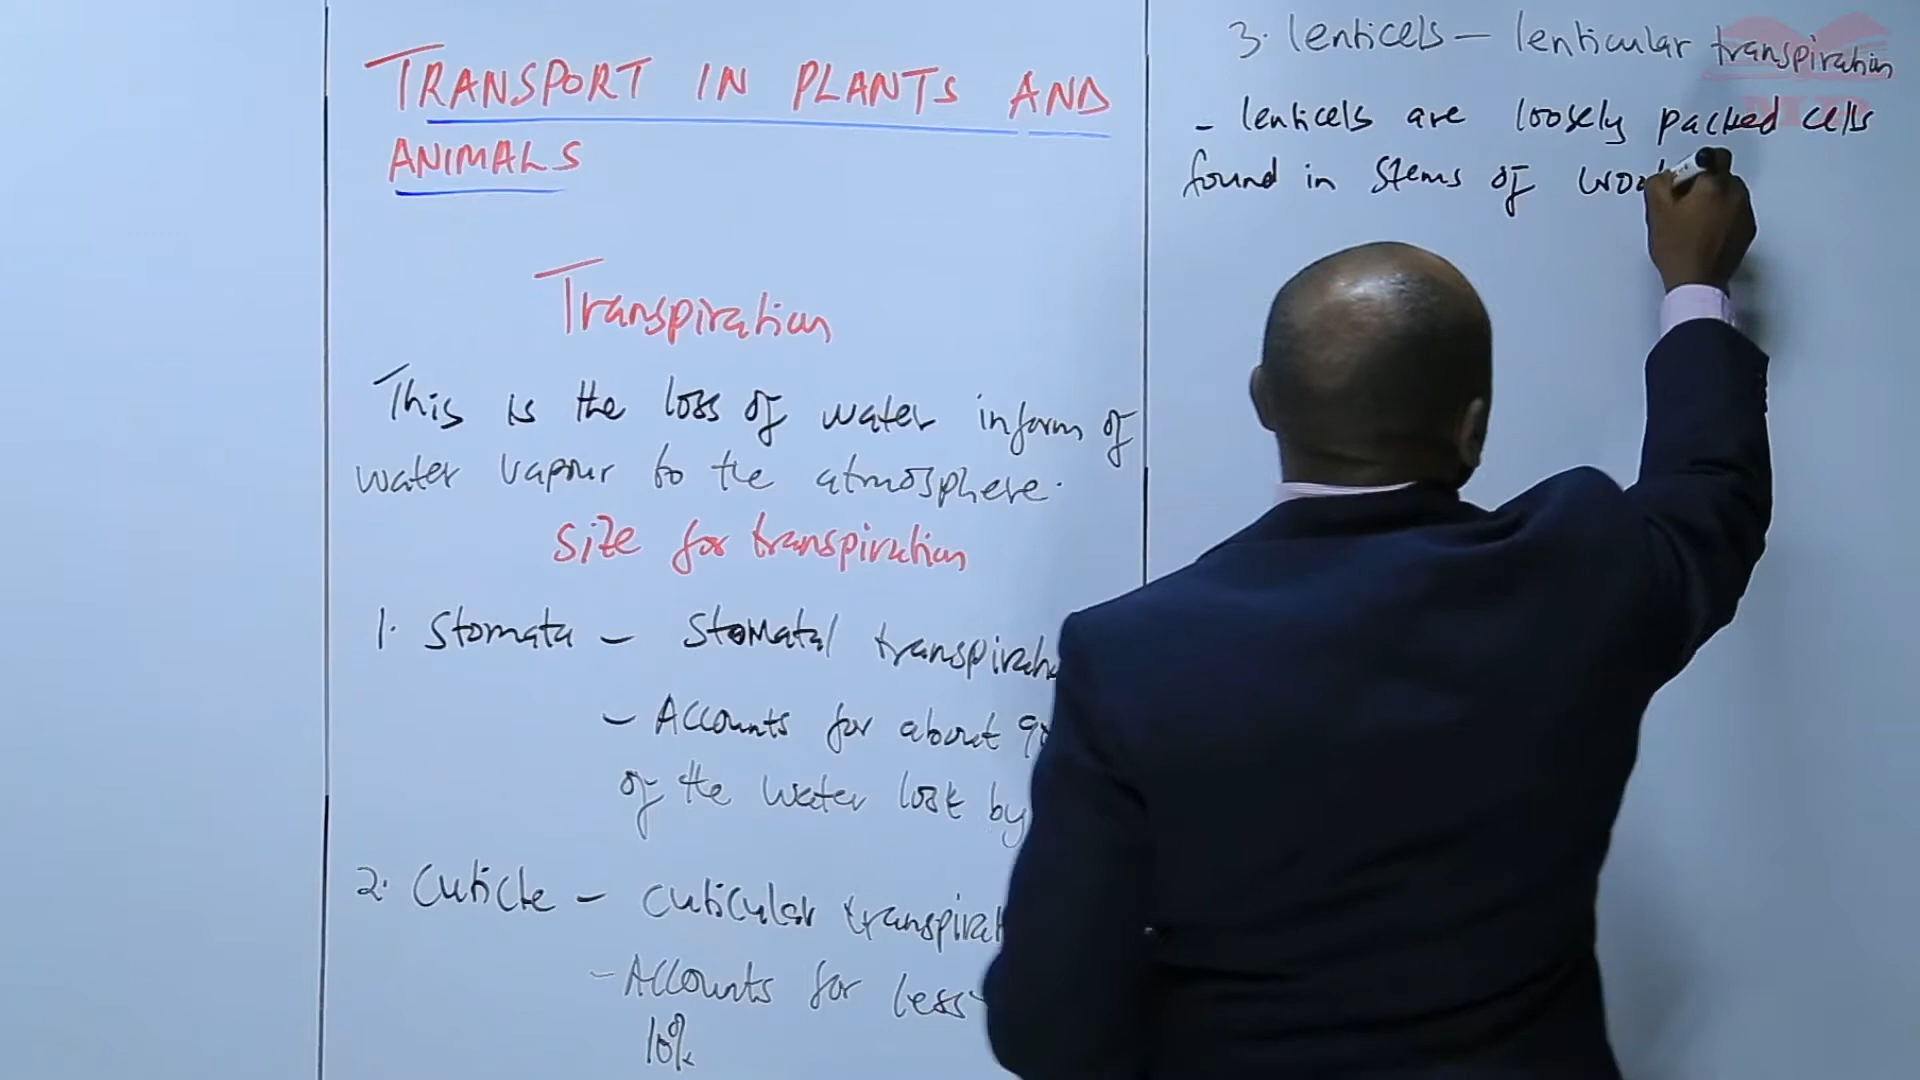 TRANSPORT IN PLANTS AND
ANIMALS
Transpiration
This is the loss of water inform of
water vapour to the atmosphere.
Size for transpiration
1. Stomata – Stomatal
– Accounts for about
of the water lost by
2. Cuticle – cuticular
– Accounts for less
10%
3. lenticels – lenticular transpiration
– lenticels are loosely packed cells
found in stems of